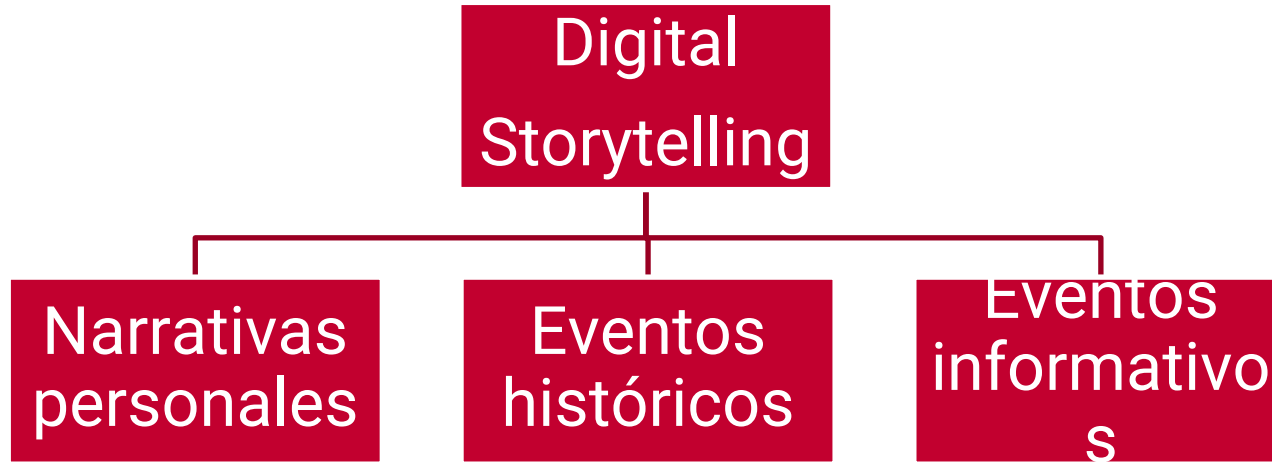 Digital
Storytelling
Narrativas
personales
Eventos
históricos
Eventos
informativo
s